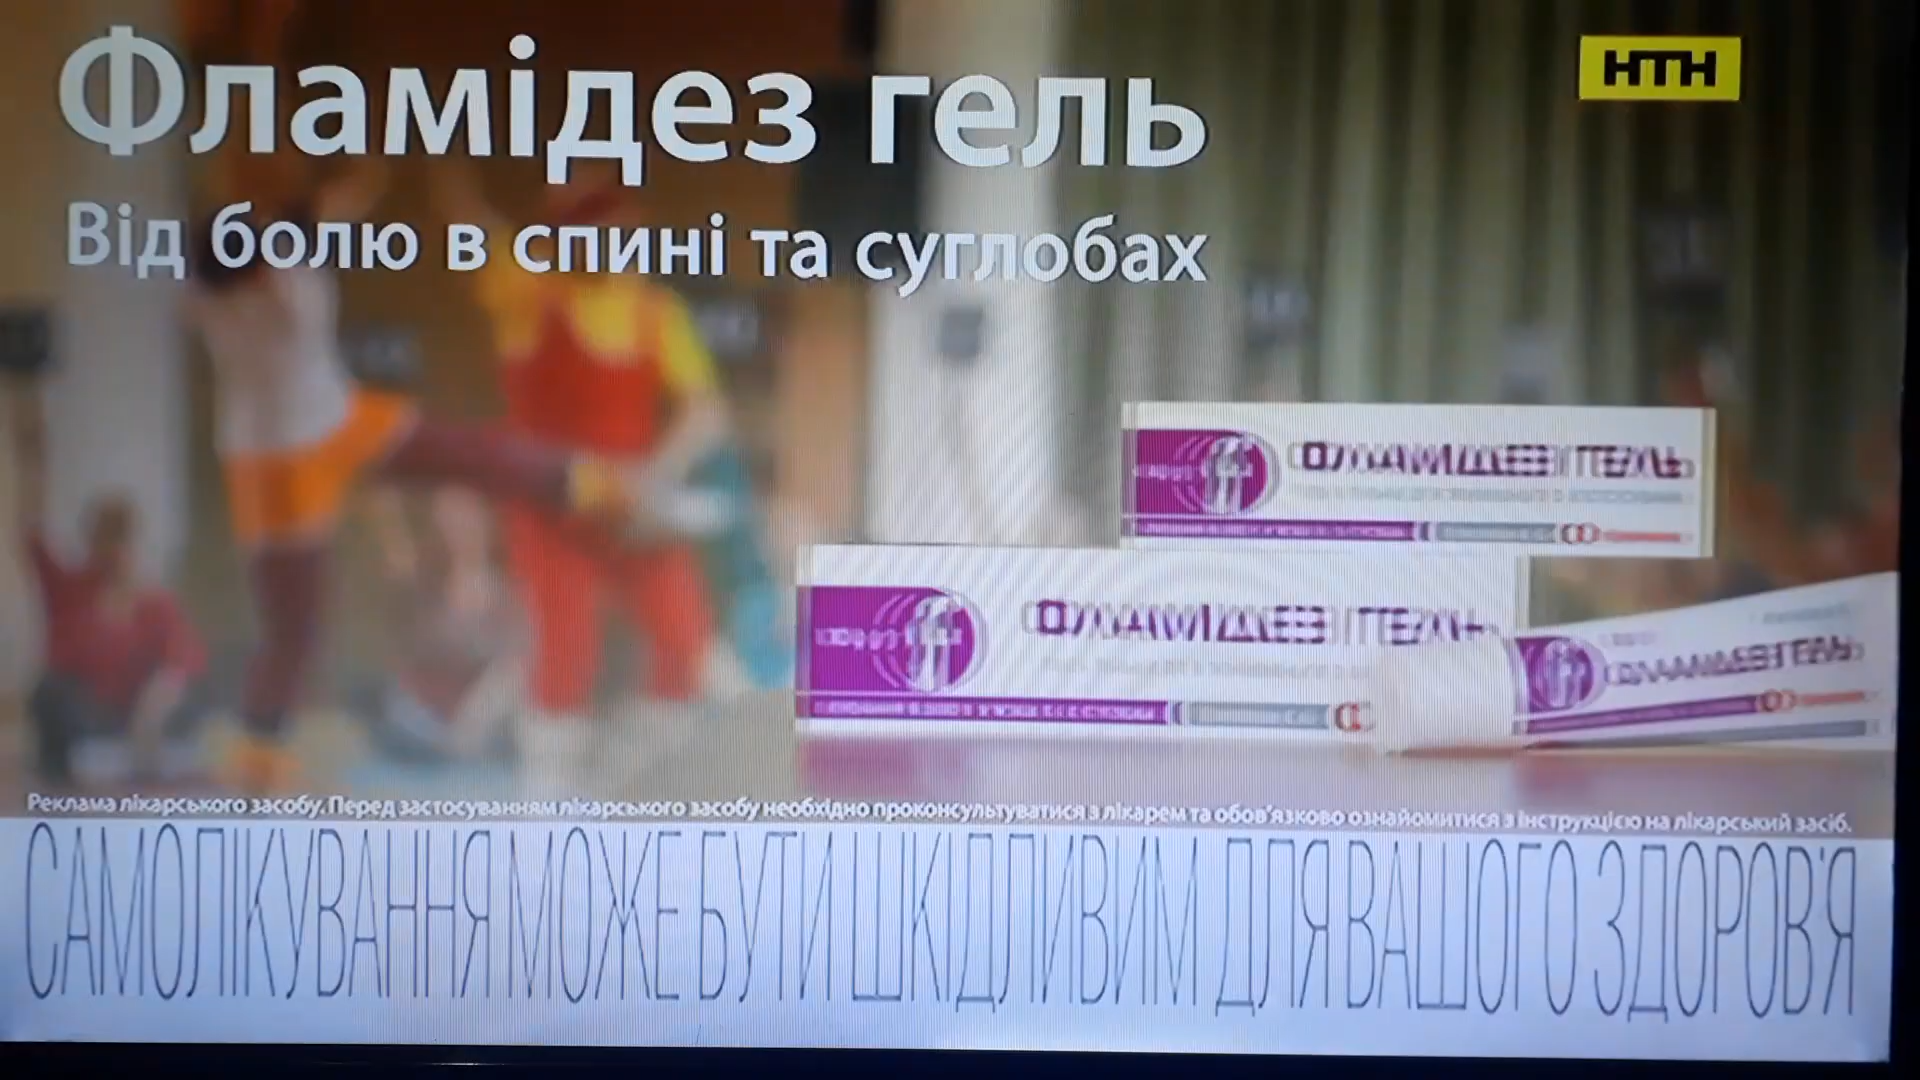 Фламідез гель
НТН
Від болю в спині та суглобах
ФЛАМІДЕЗ ГЕЛЬ
ФЛАМІДЕЗ ГЕЛЬ
ФЛАМІДЕЗ ГЕЛЬ
Реклама лікарського засобу. Перед застосуванням лікарського засобу необхідно проконсультуватися з лікарем та обов'язково ознайомитися з інструкцією на лікарський засіб.
САМОЛІКУВАННЯ МОЖЕ БУТИ ШКІДЛИВИМ ДЛЯ ВАШОГО ЗДОРОВ'Я